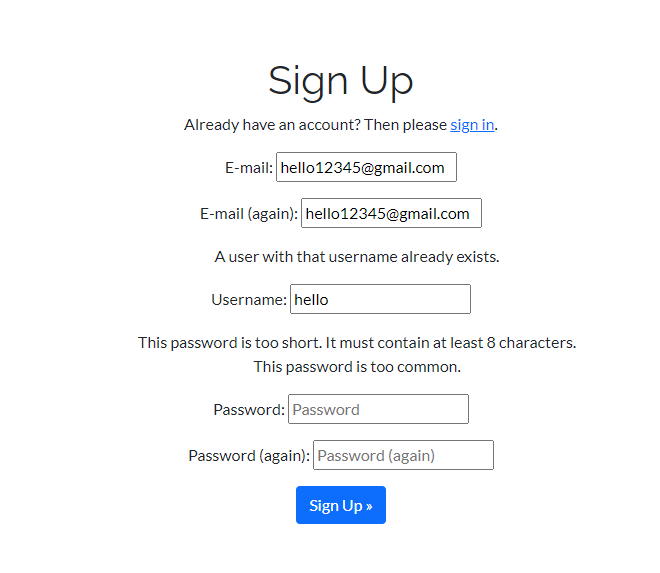 Sign Up
Already have an account? Then please sign in.
E-mail: hello12345@gmail.com
E-mail (again): hello12345@gmail.com
A user with that username already exists.
Username: hello
This password is too short. It must contain at least 8 characters.
This password is too common.
Password: Password
Password (again): Password (again)
Sign Up »